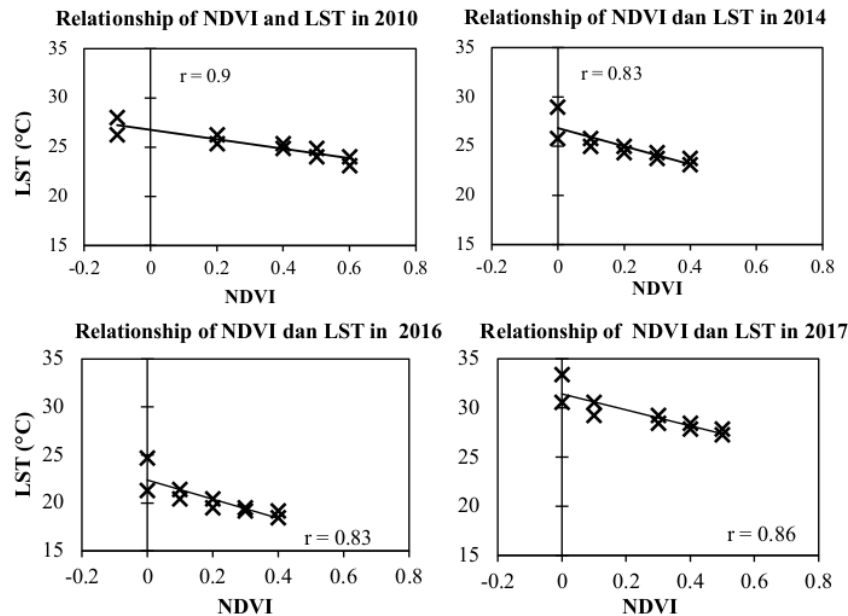 Relationship of NDVI and LST in 2010
r = 0.9
LST (°C)
35
30
25
20
15
-0.2 0 0.2 0.4 0.6 0.8
NDVI
Relationship of NDVI dan LST in 2014
r = 0.83
35
30
25
20
15
-0.2 0 0.2 0.4 0.6 0.8
NDVI
Relationship of NDVI dan LST in 2016
LST (°C)
35
30
25
20
15
r = 0.83
-0.2 0 0.2 0.4 0.6 0.8
NDVI
Relationship of NDVI dan LST in 2017
35
30
25
20
15
r = 0.86
-0.2 0 0.2 0.4 0.6 0.8
NDVI